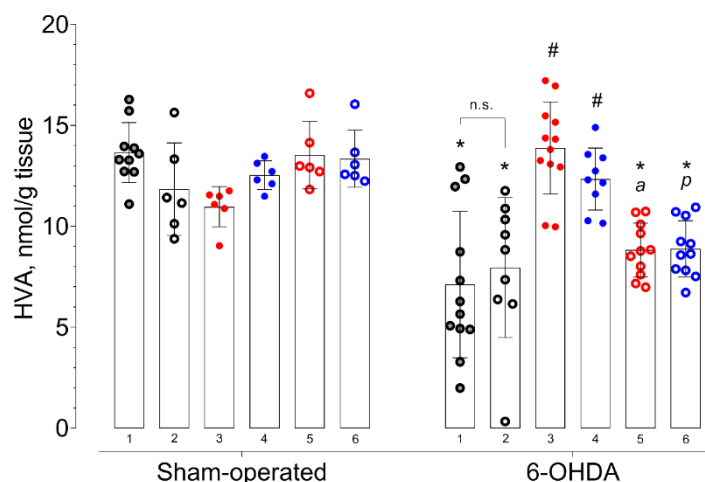 20
#
n.s.
#
15
*
*
*
*
a
p
10
HVA, nmol/g tissue
5
0
1 2 3 4 5 6 1 2 3 4 5 6
Sham-operated 6-OHDA